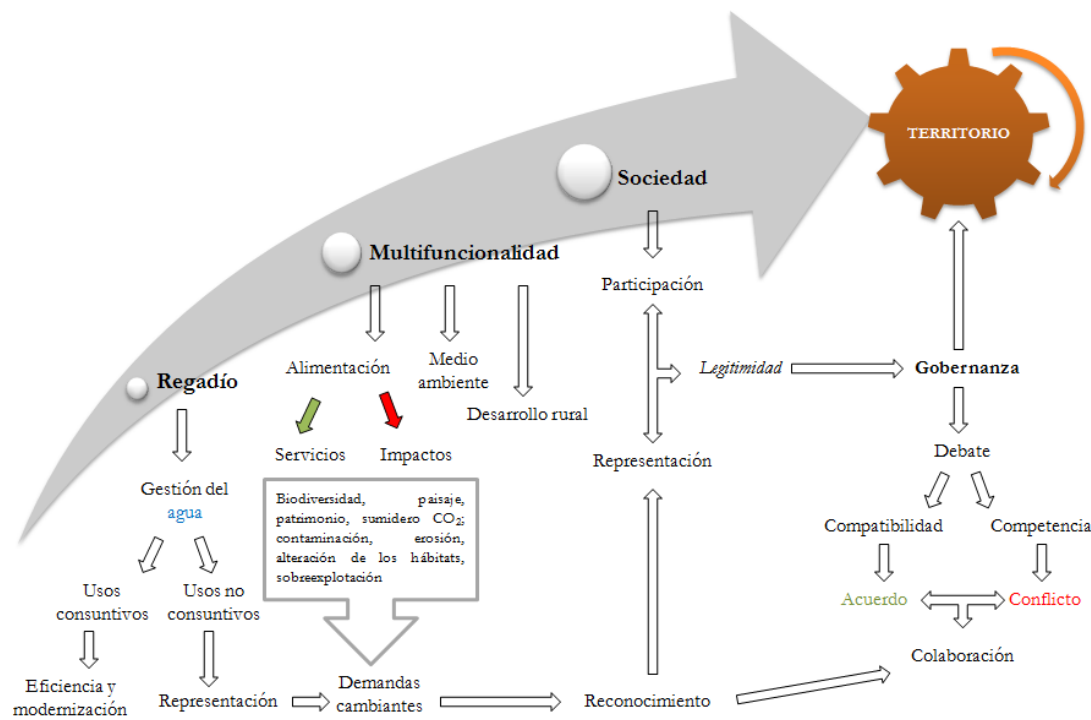 TERRITORIO
Sociedad
Multifuncionalidad
Participación
Regadío
Alimentación
Medio
ambiente
Legitimidad
Gobernanza
Desarrollo rural
Servicios
Impactos
Representación
Debate
Gestión del
agua
Biodiversidad, paisaje,
patrimonio, sumidero CO₂;
contaminación, erosión,
alteración de los hábitats,
sobreexplotación
Compatibilidad
Competencia
Usos
consuntivos
Usos no
consuntivos
Acuerdo
Conflicto
Colaboración
Eficiencia y
modernización
Representación
Demandas
cambiantes
Reconocimiento